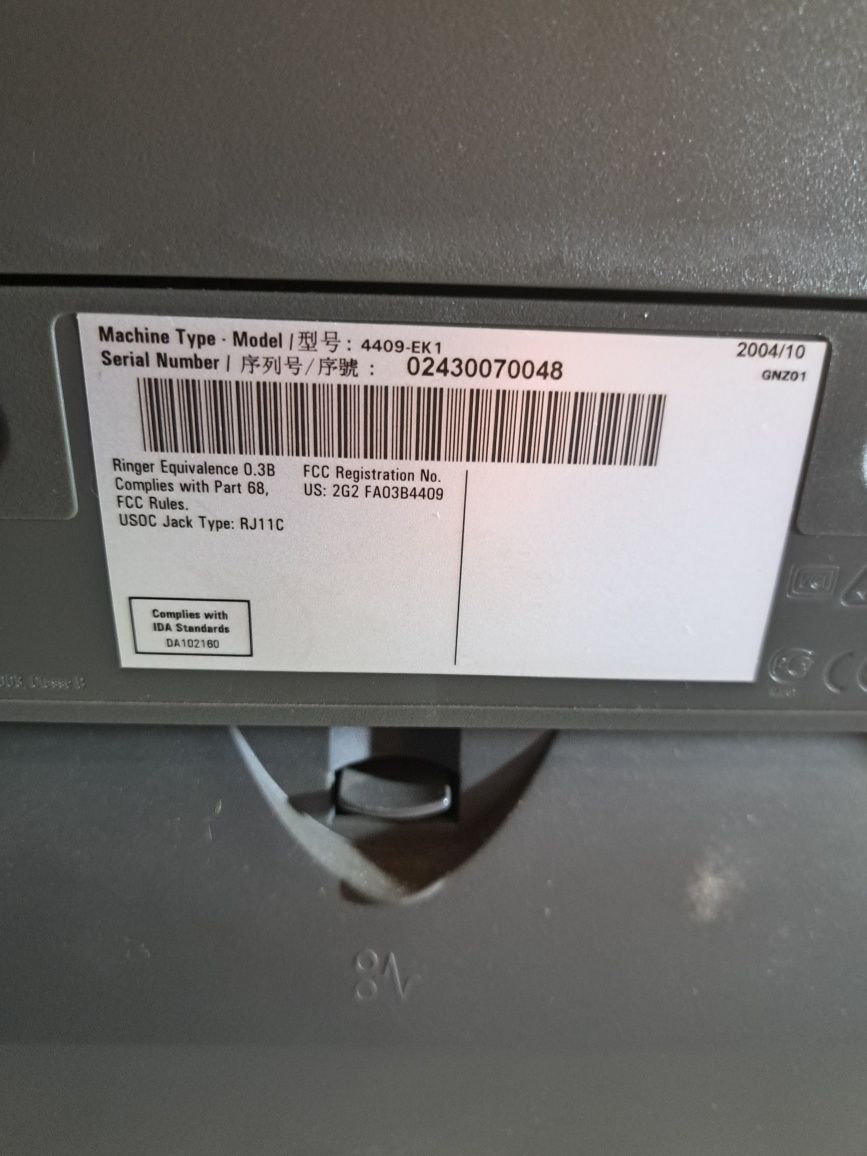 Machine Type · Model | 型号 : 4409-EK1
2004/10
Serial Number | 序列号/序號 : 02430070048
GNZ01
Ringer Equivalence 0.3B
Complies with Part 68,
FCC Rules.
USOC Jack Type: RJ11C
FCC Registration No.
US: 2G2 FA03B4409
Complies with
IDA Standards
DA102160